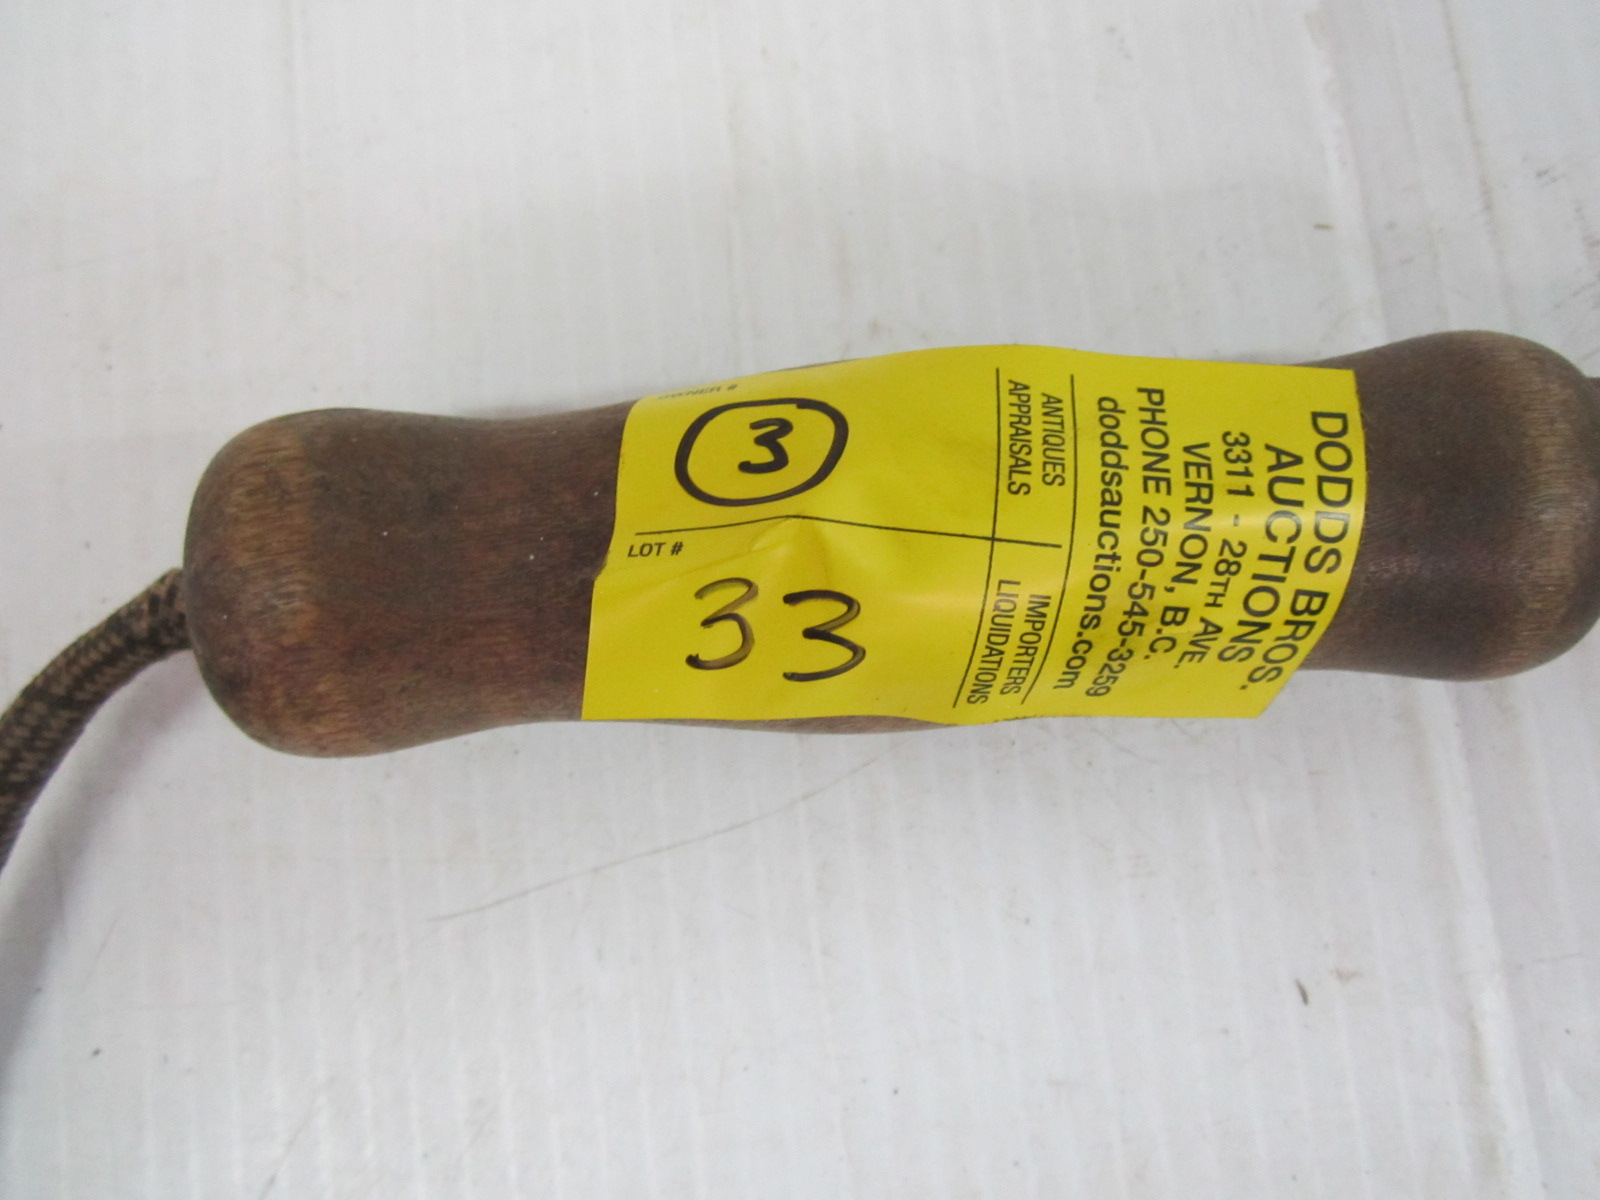 DODDS BROS.
AUCTIONS
3311 - 28TH AVE.
VERNON, B.C.
PHONE 250-545-3259
doddsauctions.com
ANTIQUES
APPRAISALS
IMPORTERS
LIQUIDATIONS
OWNER #
3
LOT #
33